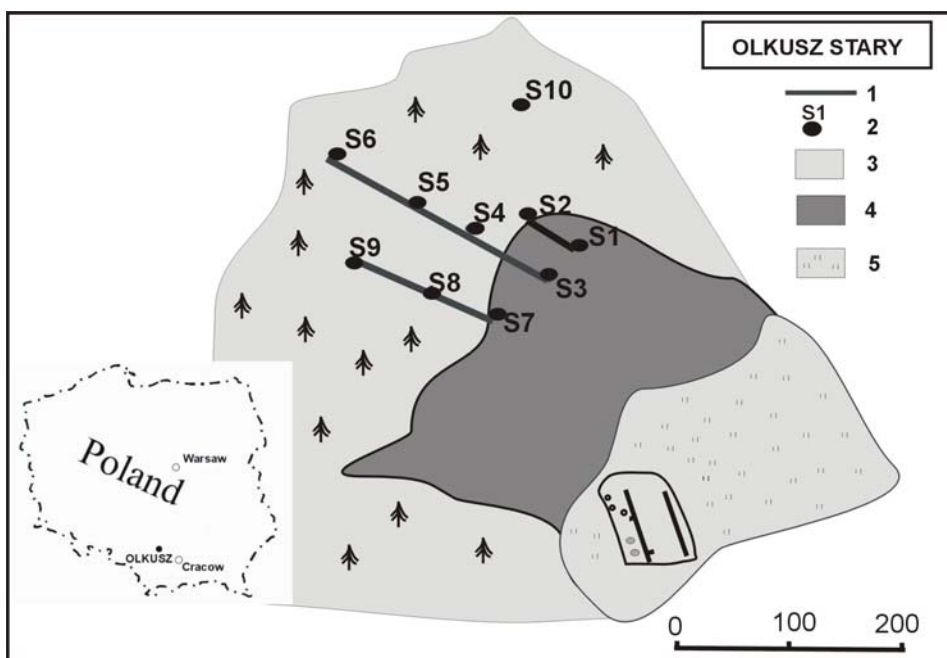 OLKUSZ STARY
1
S1
2
3
4
5
S10
S6
S5
S4
S2
S1
S3
S9
S8
S7
Poland
Warsaw
OLKUSZ
Cracow
0 100 200